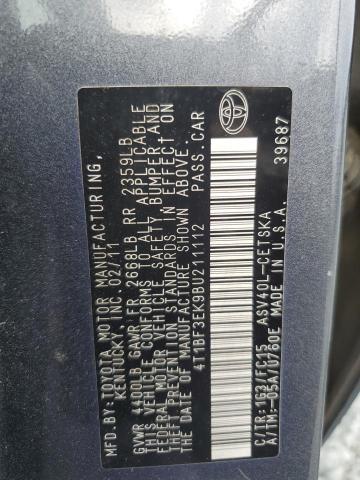 MFD. BY: TOYOTA MOTOR MANUFACTURING,
KENTUCKY, INC. 02/11
GVWR 4400LB GAWR FR 2668LB RR 2359LB
THIS VEHICLE CONFORMS TO ALL APPLICABLE
FEDERAL MOTOR VEHICLE SAFETY BUMPER, AND
THEFT PREVENTION STANDARDS IN EFFECT ON
THE DATE OF MANUFACTURE SHOWN ABOVE.
4T1BF3EK9BU211112 PASS.CAR
C/TR:1G3/FC15 ASV40L-CETSKA
A/TM:-05A/U760E MADE IN U.S.A.
39687